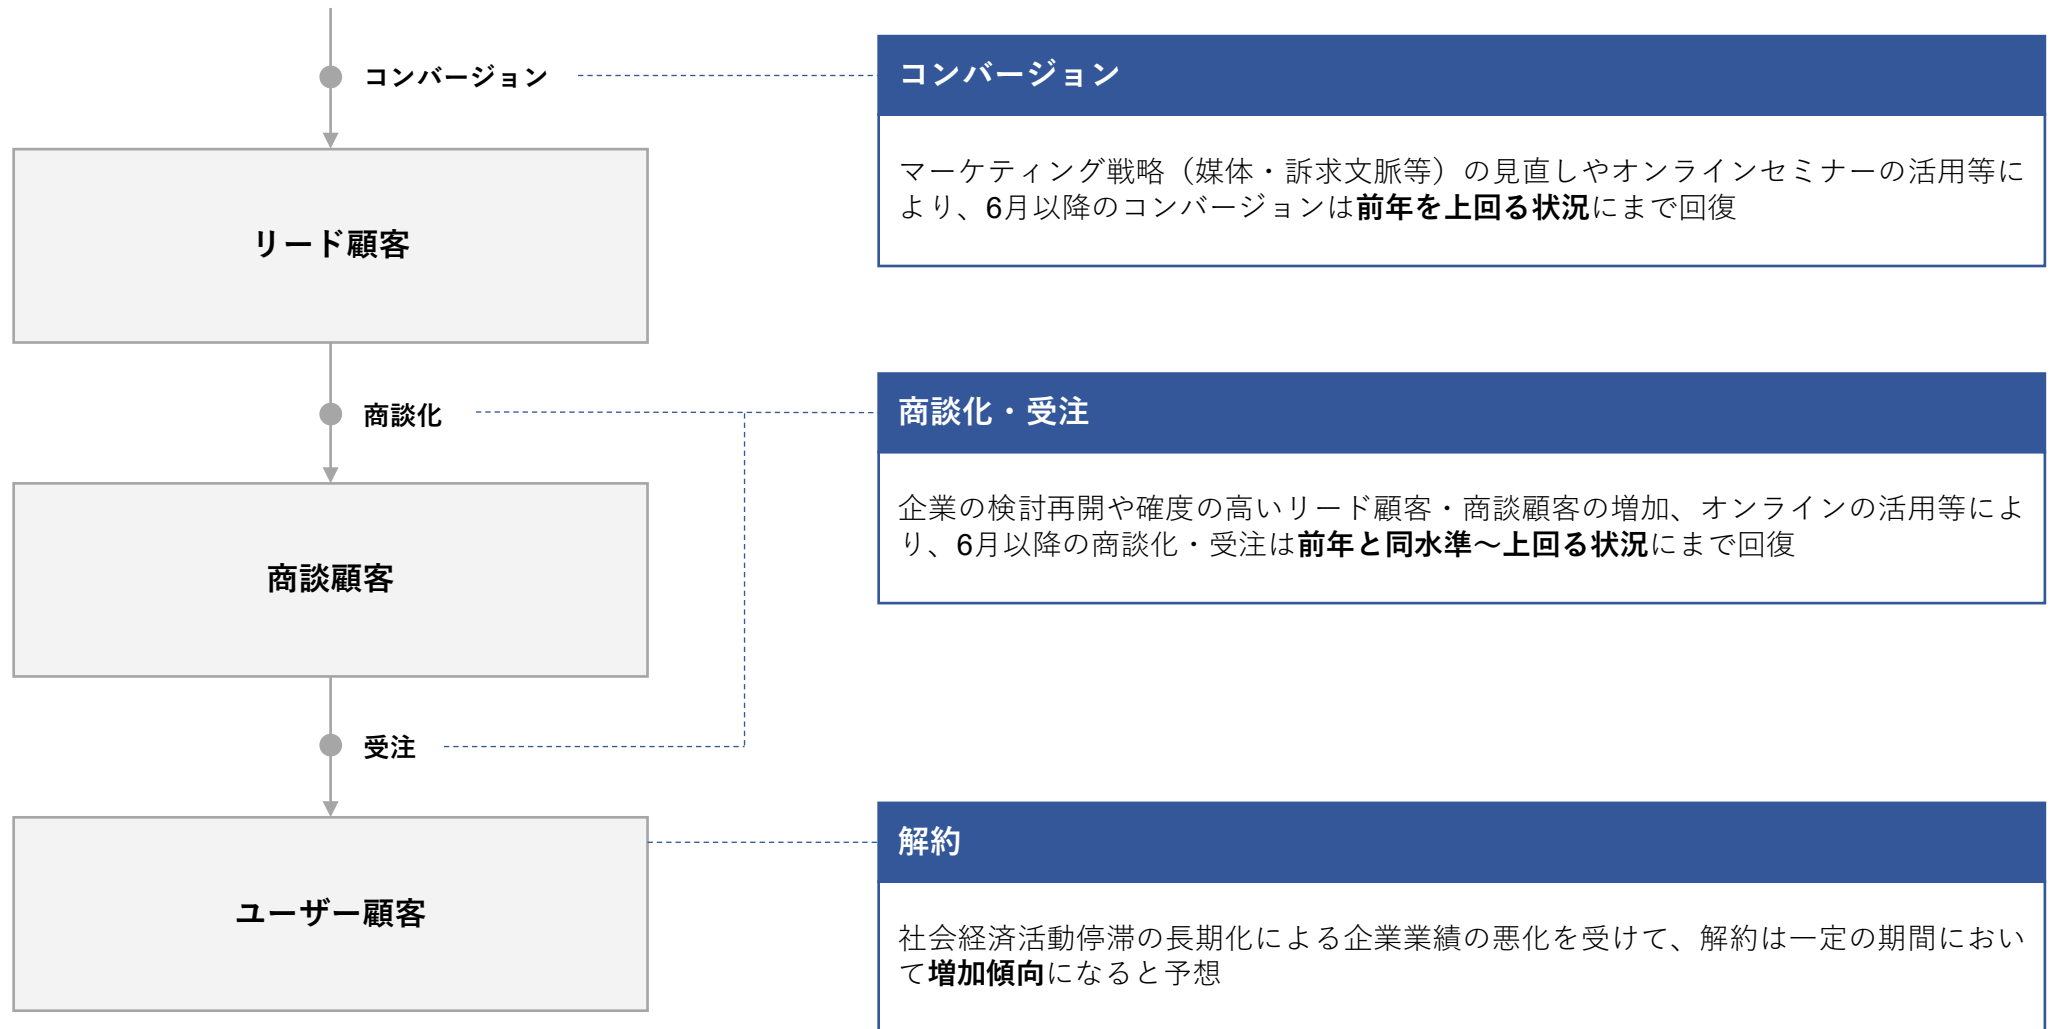 コンバージョン
リード顧客
商談化
商談顧客
受注
ユーザー顧客
コンバージョン
マーケティング戦略（媒体・訴求文脈等）の見直しやオンラインセミナーの活用等に
より、6月以降のコンバージョンは前年を上回る状況にまで回復
商談化・受注
企業の検討再開や確度の高いリード顧客・商談顧客の増加、オンラインの活用等によ
り、6月以降の商談化・受注は前年と同水準～上回る状況にまで回復
解約
社会経済活動停滞の長期化による企業業績の悪化を受けて、解約は一定の期間におい
て増加傾向になると予想